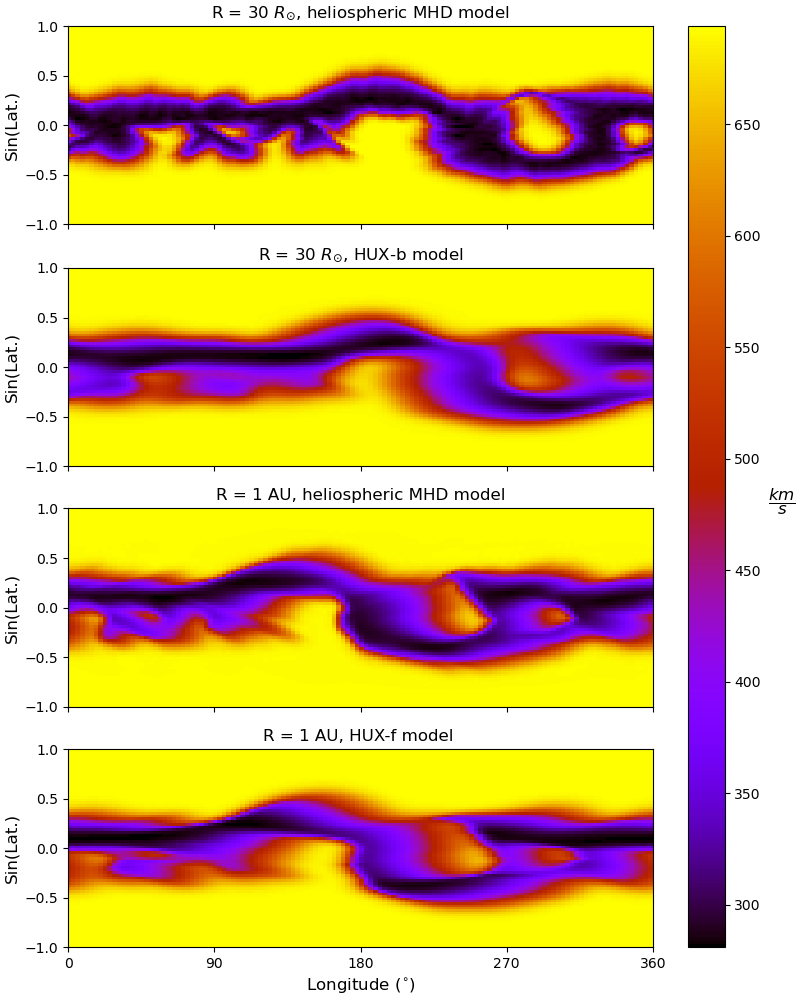 R = 30 R☉, heliospheric MHD model
1.0
0.5
0.0
−0.5
−1.0
Sin(Lat.)
R = 30 R☉, HUX-b model
1.0
0.5
0.0
−0.5
−1.0
Sin(Lat.)
R = 1 AU, heliospheric MHD model
1.0
0.5
0.0
−0.5
−1.0
Sin(Lat.)
R = 1 AU, HUX-f model
1.0
0.5
0.0
−0.5
−1.0
Sin(Lat.)
0 90 180 270 360
Longitude (°)
650
600
550
500
450
400
350
300
km
s